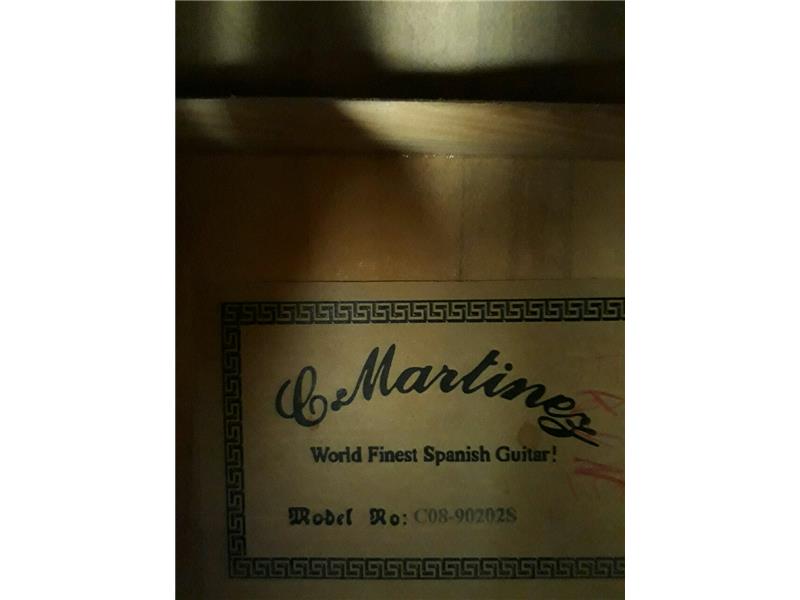 C. Martinez
World Finest Spanish Guitar!
Model No: C08-90202S